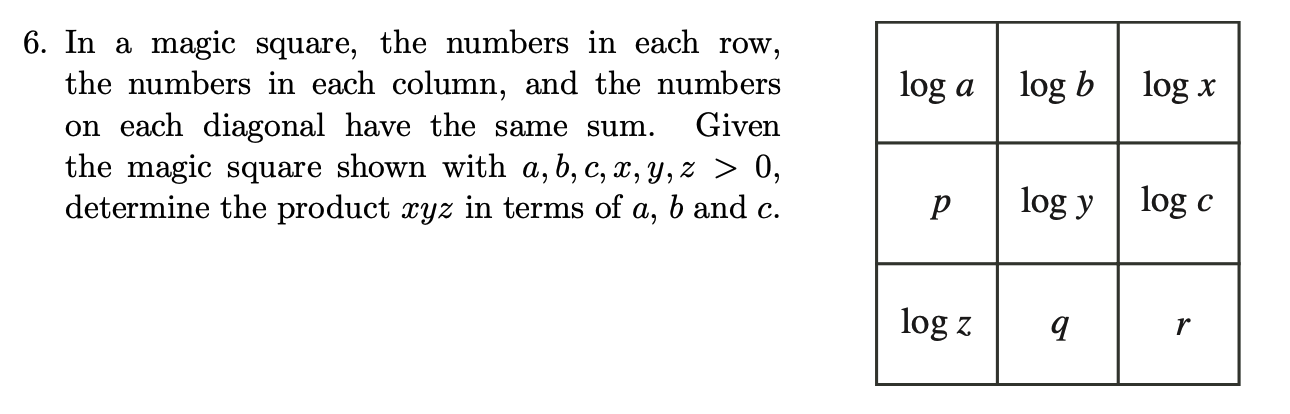 6. In a magic square, the numbers in each row,
the numbers in each column, and the numbers
on each diagonal have the same sum. Given
the magic square shown with a, b, c, x, y, z > 0,
determine the product xyz in terms of a, b and c.
log a log b log x
p log y log c
log z q r